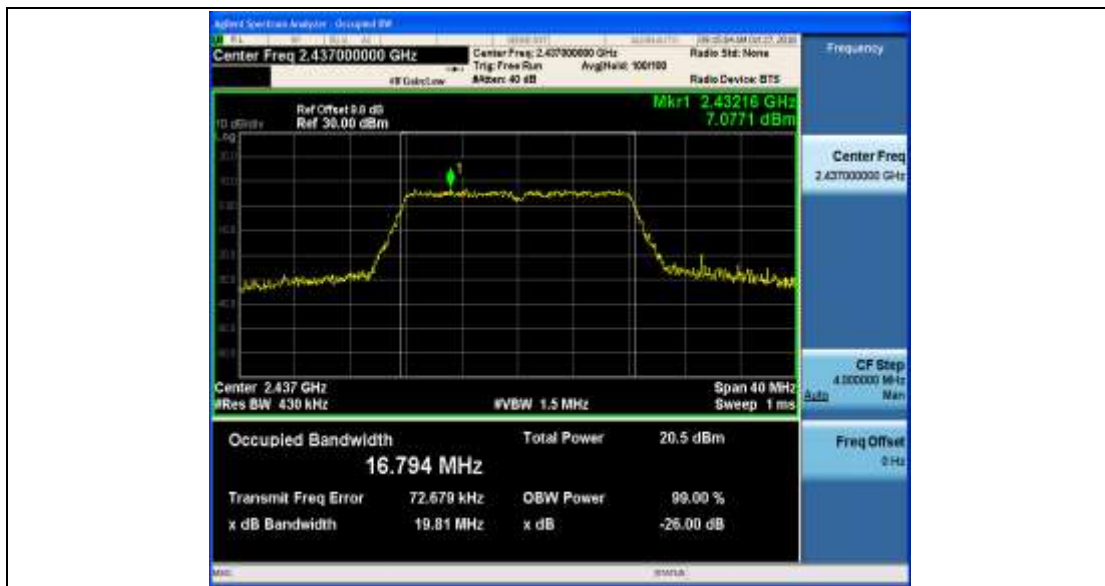 Agilent Spectrum Analyzer - Occupied BW
Center Freq 2.437000000 GHz
Center Freq: 2.437000000 GHz
Radio Std: None
Trig: Free Run
Avg|Hold: 100/100
#IFGain:Low
#Atten: 40 dB
Radio Device: BTS
Frequency
Mkr1 2.43216 GHz
7.0771 dBm
Ref Offset 9.8 dB
10 dB/div
Ref 30.00 dBm
Log
1
Center Freq
2.437000000 GHz
Center 2.437 GHz
Span 40 MHz
#Res BW 430 kHz
#VBW 1.5 MHz
Sweep 1 ms
CF Step
4.000000 MHz
Auto Man
Occupied Bandwidth
Total Power
20.5 dBm
16.794 MHz
Freq Offset
0 Hz
Transmit Freq Error
72.679 kHz
OBW Power
99.00 %
x dB Bandwidth
19.81 MHz
x dB
-26.00 dB
MSG
STATUS